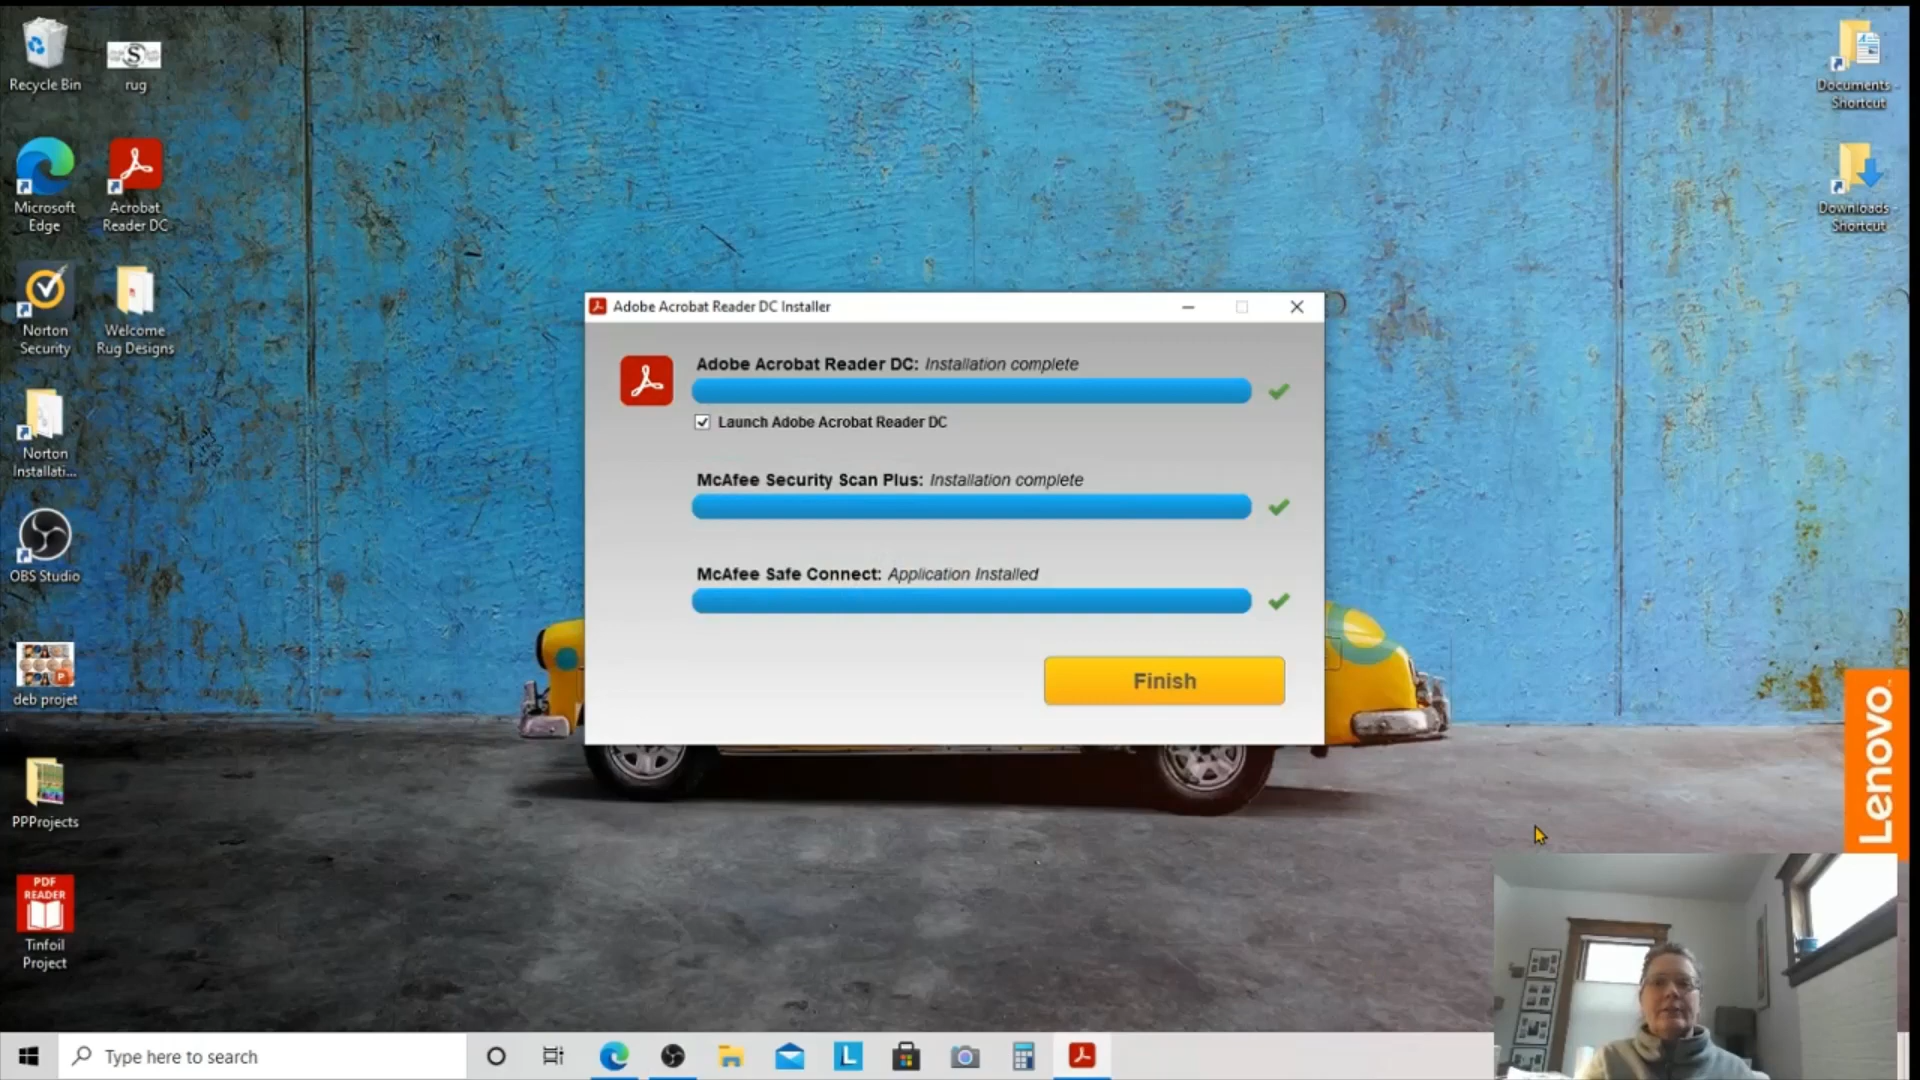 Recycle Bin
rug
Microsoft
Edge
Acrobat
Reader DC
Norton
Security
Welcome
Rug Designs
Norton
Installati...
OBS Studio
deb projet
PPProjects
PDF
READER
Tinfoil
Project
Documents -
Shortcut
Downloads -
Shortcut
Adobe Acrobat Reader DC Installer
Adobe Acrobat Reader DC: Installation complete
Launch Adobe Acrobat Reader DC
McAfee Security Scan Plus: Installation complete
McAfee Safe Connect: Application Installed
Finish
Lenovo
Type here to search